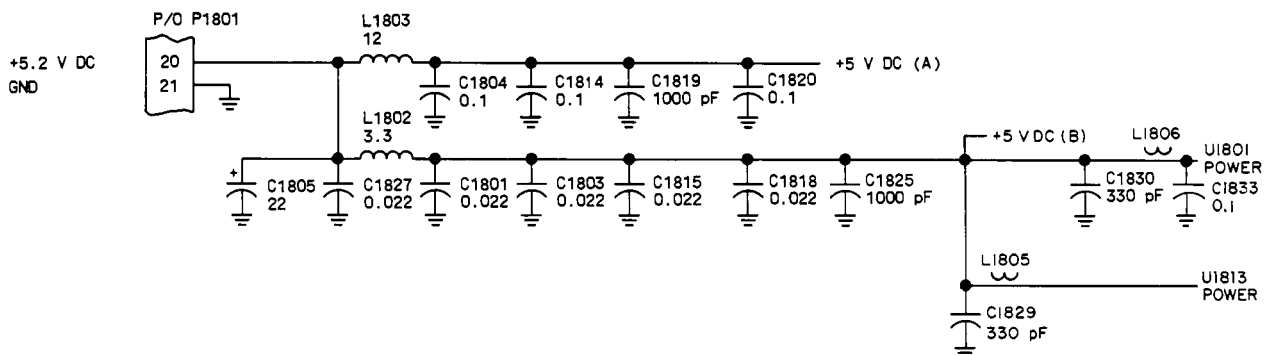 P/O P1801
+5.2 V DC
GND
20
21
L1803
12
C1804
0.1
C1814
0.1
C1819
1000 pF
C1820
0.1
+5 V DC (A)
L1802
3.3
C1805
22
C1827
0.022
C1801
0.022
C1803
0.022
C1815
0.022
C1818
0.022
C1825
1000 pF
+5 V DC (B)
L1806
U1801
POWER
C1830
330 pF
C1833
0.1
L1805
U1813
POWER
C1829
330 pF
+